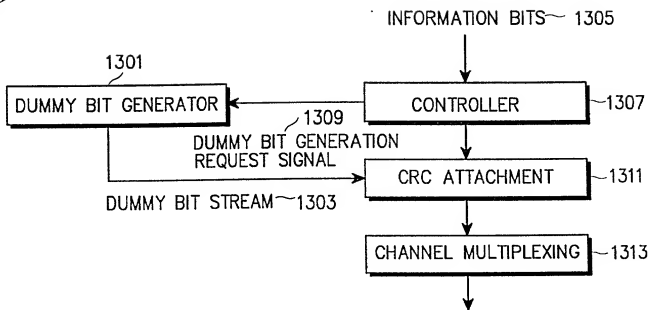 INFORMATION BITS 1305
1301
DUMMY BIT GENERATOR
CONTROLLER
1307
1309
DUMMY BIT GENERATION
REQUEST SIGNAL
CRC ATTACHMENT
1311
DUMMY BIT STREAM 1303
CHANNEL MULTIPLEXING
1313